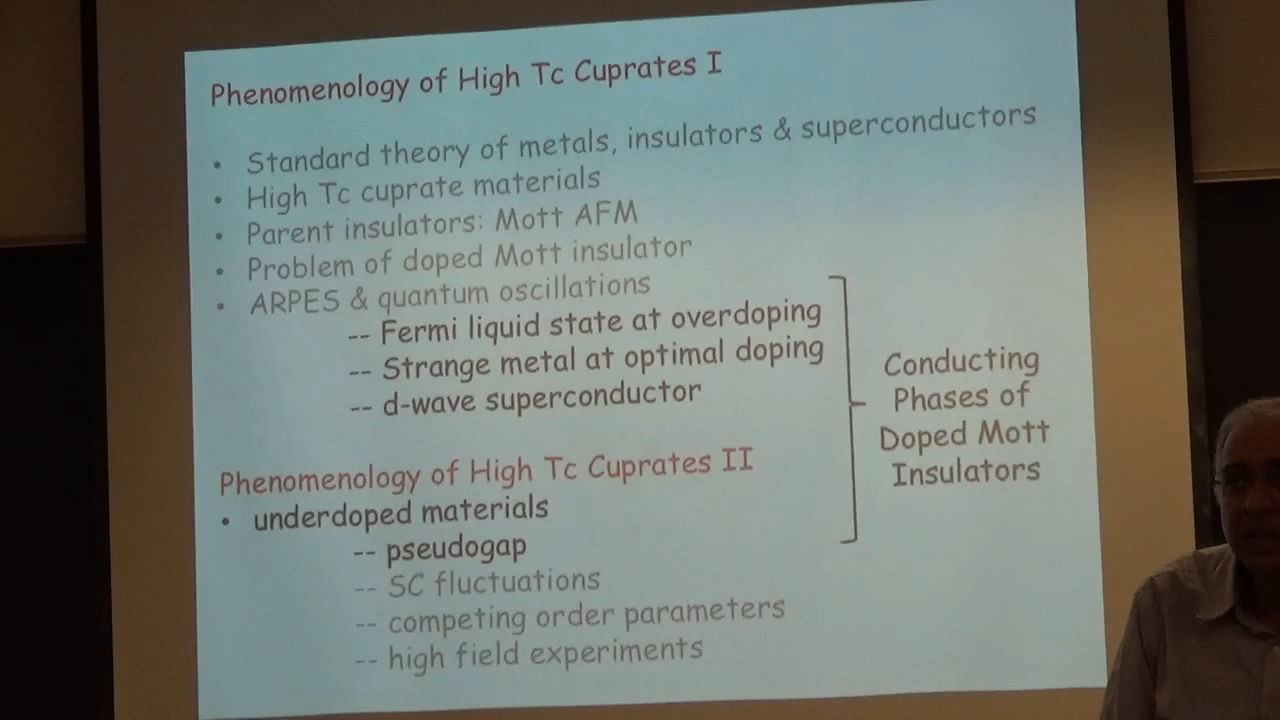 Phenomenology of High Tc Cuprates I
• Standard theory of metals, insulators & superconductors
• High Tc cuprate materials
• Parent insulators: Mott AFM
• Problem of doped Mott insulator
• ARPES & quantum oscillations
-- Fermi liquid state at overdoping
-- Strange metal at optimal doping
-- d-wave superconductor
Conducting
Phases of
Doped Mott
Insulators
Phenomenology of High Tc Cuprates II
• underdoped materials
-- pseudogap
-- SC fluctuations
-- competing order parameters
-- high field experiments